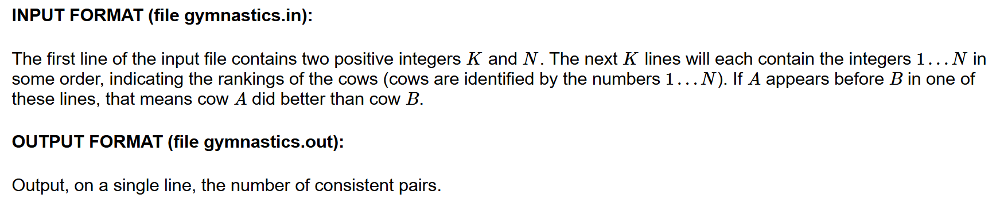 INPUT FORMAT (file gymnastics.in):
The first line of the input file contains two positive integers K and N. The next K lines will each contain the integers 1...N in
some order, indicating the rankings of the cows (cows are identified by the numbers 1...N). If A appears before B in one of
these lines, that means cow A did better than cow B.
OUTPUT FORMAT (file gymnastics.out):
Output, on a single line, the number of consistent pairs.